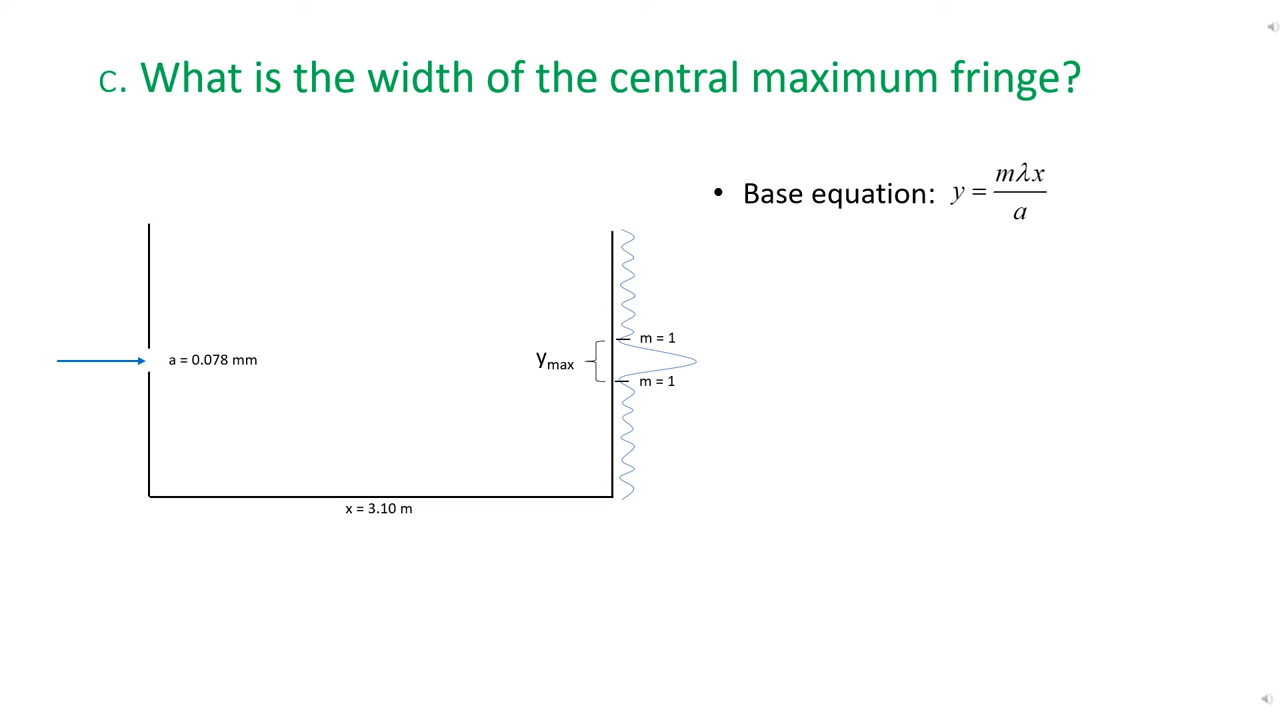 c. What is the width of the central maximum fringe?
• Base equation: y = mλx / a
m = 1
a = 0.078 mm
ymax
m = 1
x = 3.10 m